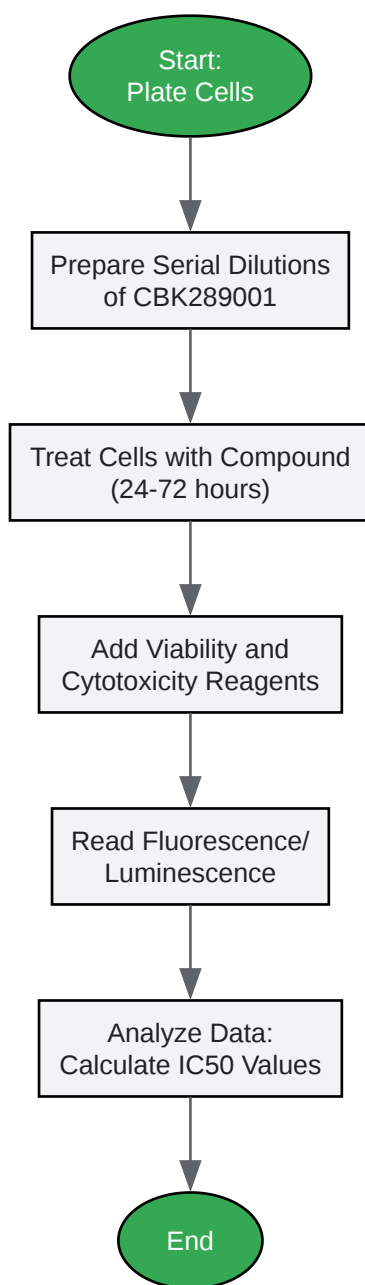 Start:
Plate Cells
Prepare Serial Dilutions
of CBK289001
Treat Cells with Compound
(24-72 hours)
Add Viability and
Cytotoxicity Reagents
Read Fluorescence/
Luminescence
Analyze Data:
Calculate IC50 Values
End